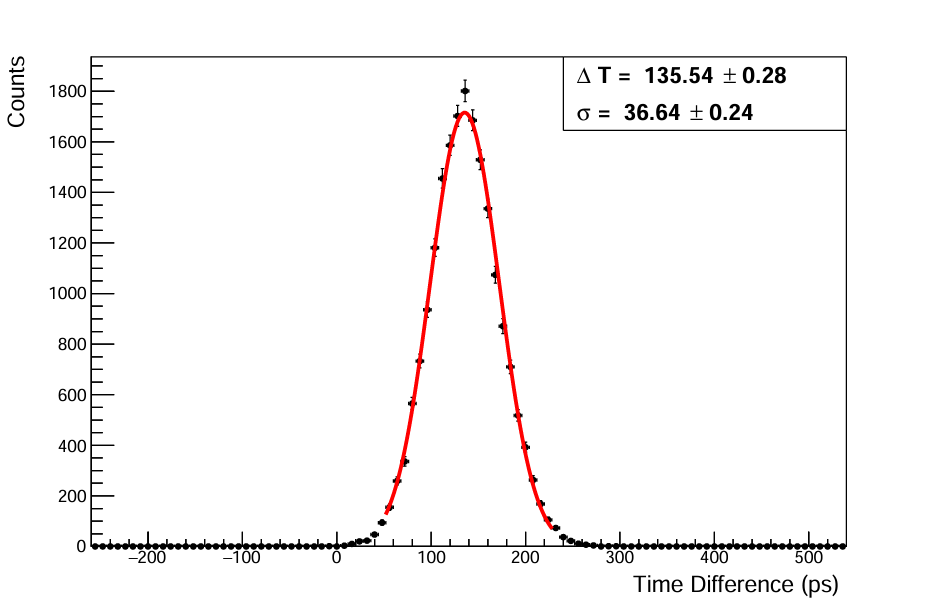 Counts
Δ T = 135.54 ± 0.28
σ = 36.64 ± 0.24
1800
1600
1400
1200
1000
800
600
400
200
0
−200 −100 0 100 200 300 400 500
Time Difference (ps)